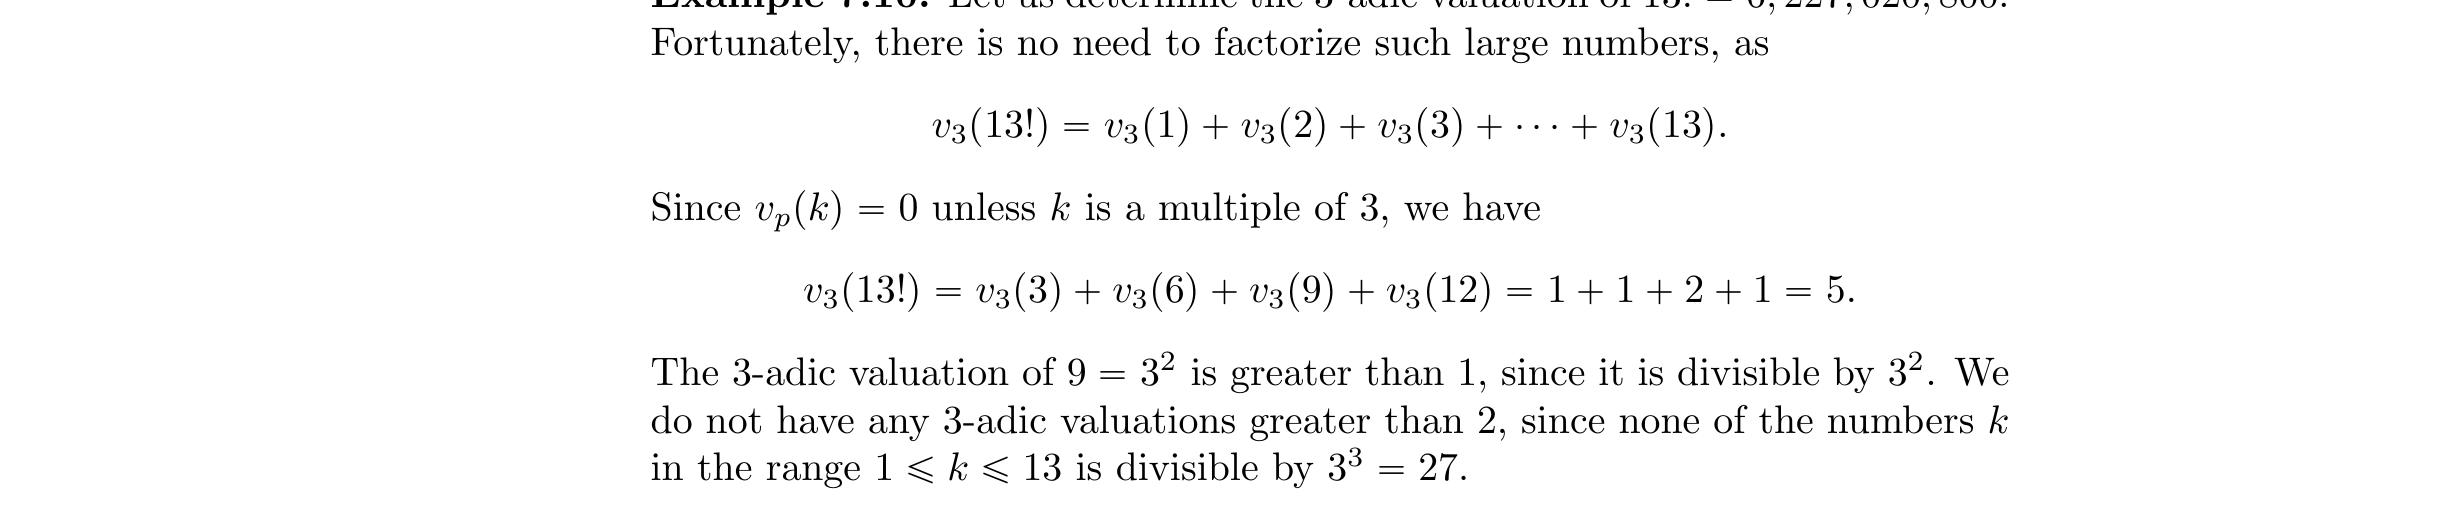 Fortunately, there is no need to factorize such large numbers, as
v₃(13!) = v₃(1) + v₃(2) + v₃(3) + · · · + v₃(13).
Since vₚ(k) = 0 unless k is a multiple of 3, we have
v₃(13!) = v₃(3) + v₃(6) + v₃(9) + v₃(12) = 1 + 1 + 2 + 1 = 5.
The 3-adic valuation of 9 = 3² is greater than 1, since it is divisible by 3². We
do not have any 3-adic valuations greater than 2, since none of the numbers k
in the range 1 ⩽ k ⩽ 13 is divisible by 3³ = 27.